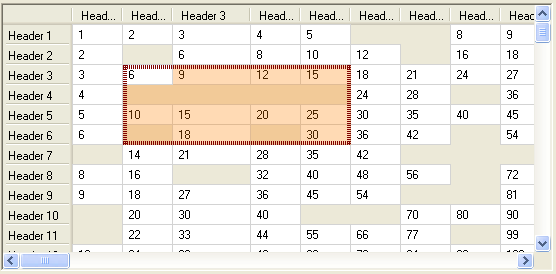 Head... Head... Header 3 Head... Head... Head... Head... Head... Head...
Header 1 1 2 3 4 5 8 9
Header 2 2 6 8 10 12 16 18
Header 3 3 6 9 12 15 18 21 24 27
Header 4 4 24 28 36
Header 5 5 10 15 20 25 30 35 40 45
Header 6 6 18 30 36 42 54
Header 7 14 21 28 35 42
Header 8 8 16 32 40 48 56 72
Header 9 9 18 27 36 45 54 81
Header 10 20 30 40 70 80 90
Header 11 22 33 44 55 66 77 99